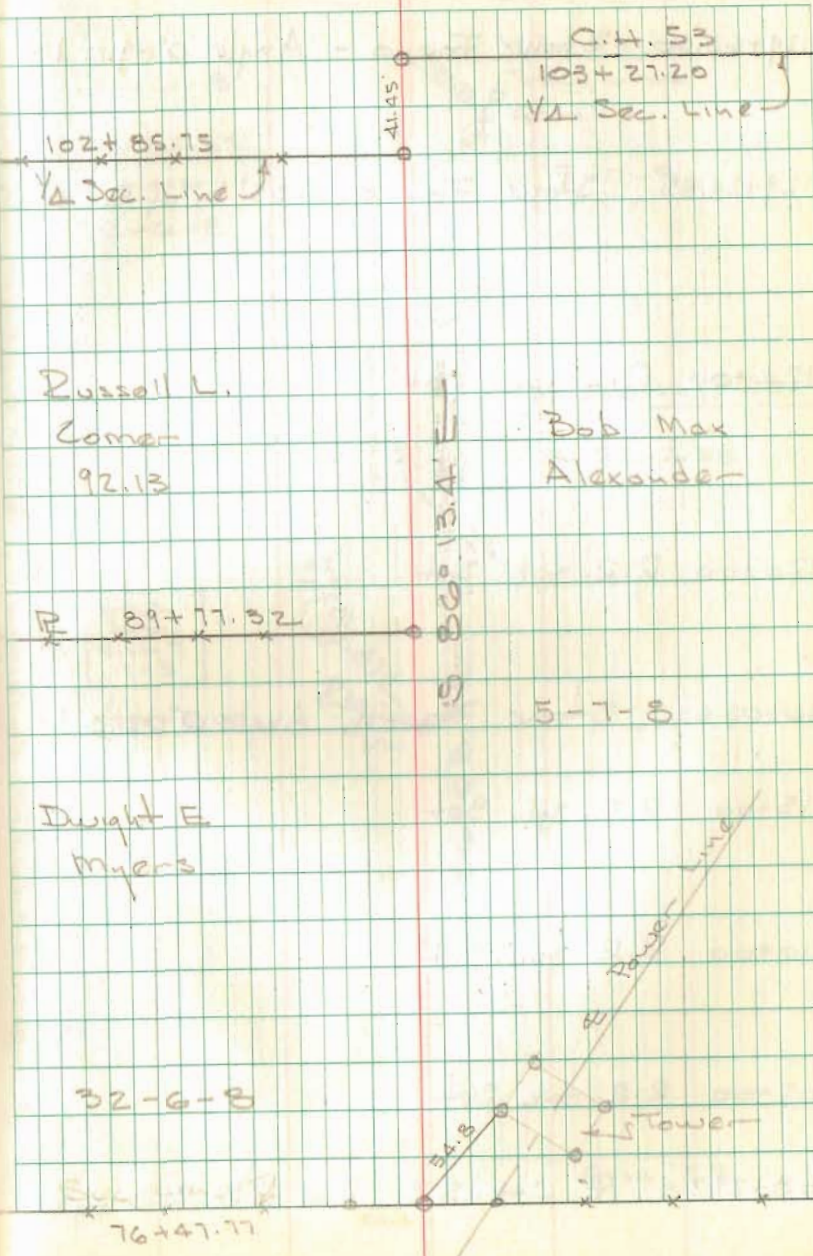 C.H. 53
103+27.20
1/4 Sec. Line
41.45
102+85.75
1/4 Sec. Line
Russell L.
Comer
92.13
Bob Max
Alexander
S 86° 13.4' E
PL 89+77.32
5-7-8
Dwight E
Myers
℄ Power Line
32-6-8
54.8
Tower
76+47.77